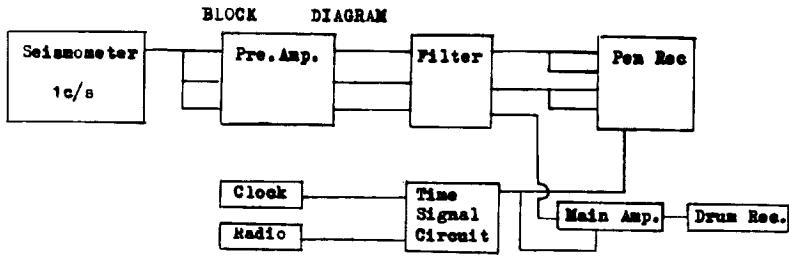 BLOCK DIAGRAM
Seismometer
1c/s
Pre.Amp.
Filter
Pen Rec
Clock
Radio
Time
Signal
Circuit
Main Amp.
Drum Rec.